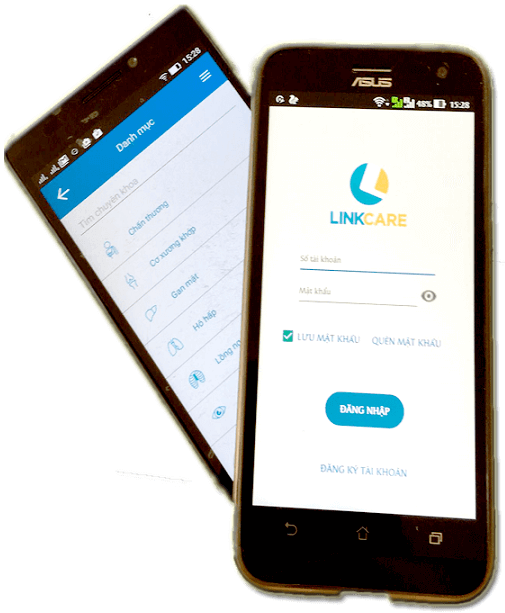 15:28
Danh mục
Tìm chuyên khoa
Chấn thương
Cơ xương khớp
Gan mật
Hô hấp
Lồng ng
ASUS
48% 15:28
LINKCARE
Số tài khoản
Mật khẩu
LƯU MẬT KHẨU QUÊN MẬT KHẨU
ĐĂNG NHẬP
ĐĂNG KÝ TÀI KHOẢN